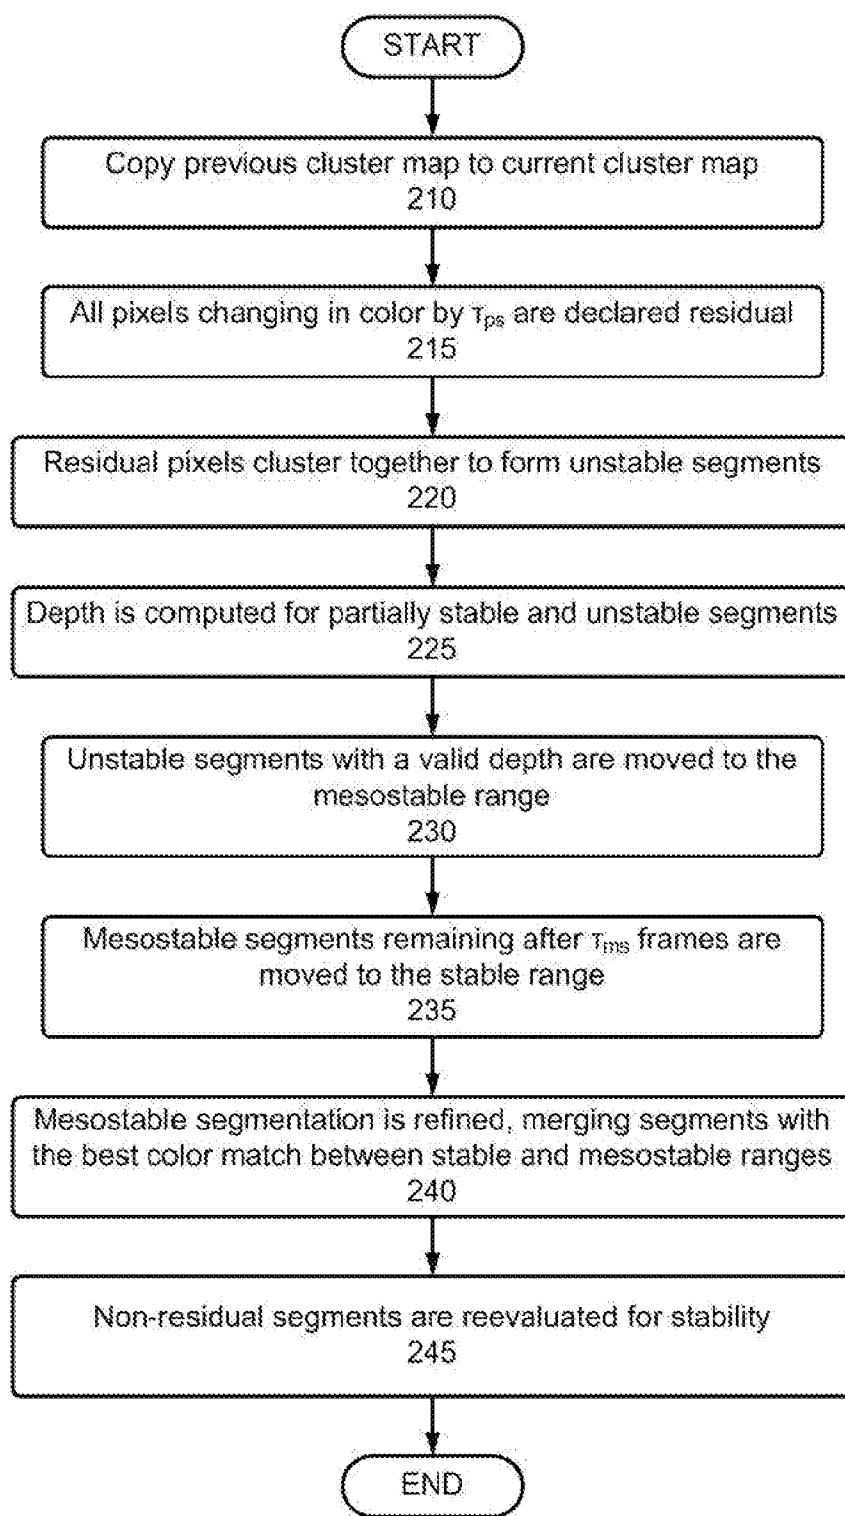 START
Copy previous cluster map to current cluster map
210
All pixels changing in color by τps are declared residual
215
Residual pixels cluster together to form unstable segments
220
Depth is computed for partially stable and unstable segments
225
Unstable segments with a valid depth are moved to the
mesostable range
230
Mesostable segments remaining after τms frames are
moved to the stable range
235
Mesostable segmentation is refined, merging segments with
the best color match between stable and mesostable ranges
240
Non-residual segments are reevaluated for stability
245
END